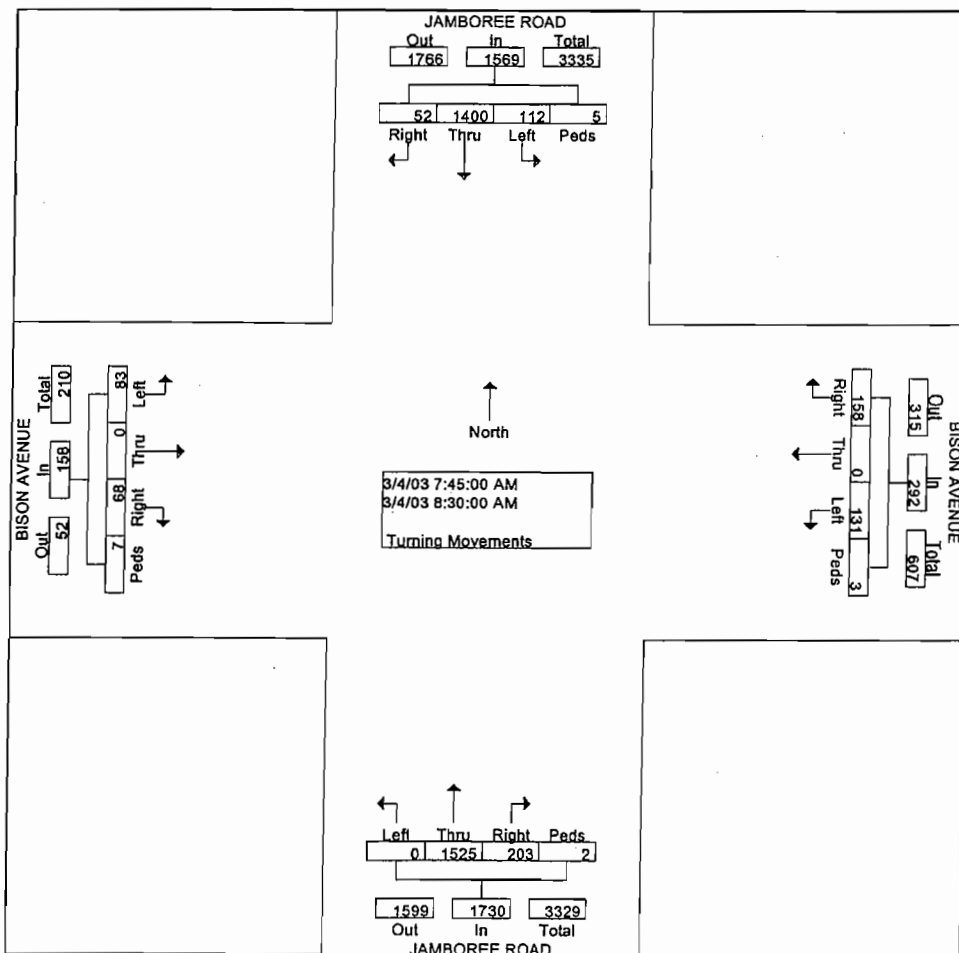 JAMBOREE ROAD
Out In Total
1766 1569 3335
52 1400 112 5
Right Thru Left Peds
BISON AVENUE
Total In Out
210 158 52
83 0 68 7
Left Thru Right Peds
North
3/4/03 7:45:00 AM
3/4/03 8:30:00 AM
Turning Movements
Right Thru Left Peds
158 0 131 3
Out In Total
315 292 607
BISON AVENUE
Left Thru Right Peds
0 1525 203 2
1599 1730 3329
Out In Total
JAMBOREE ROAD